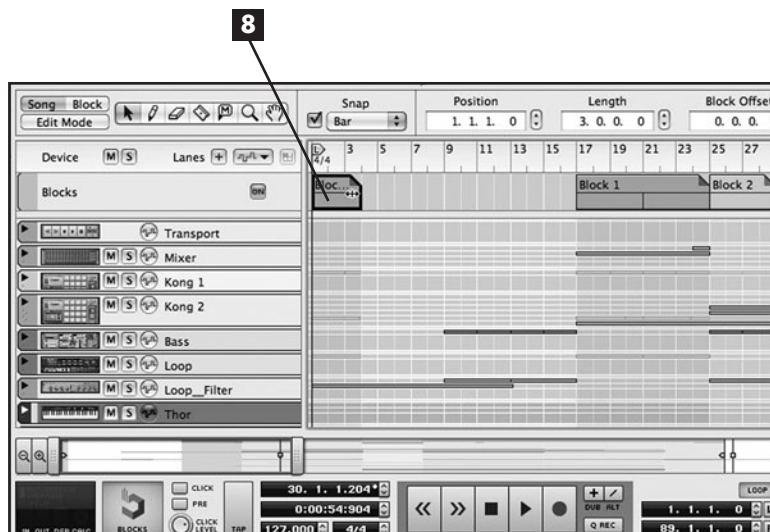 8
Song Block Snap Position Length Block Offset
Edit Mode Bar 1. 1. 1. 0 3. 0. 0. 0 0. 0. 0.
Device M S Lanes + L 3 5 7 9 11 13 15 17 19 21 23 25 27
4/4
Blocks ON Bloc... Block 1 Block 2
Transport
M S Mixer
M S Kong 1
M S Kong 2
M S Bass
M S Loop
M S Loop__Filter
M S Thor
CLICK 30. 1. 1.204 LOOP
PRE 0:00:54:904 DUB ALT 1. 1. 1. 0 L
BLOCKS CLICK LEVEL TAP 127.000 4/4 Q REC 89. 1. 1. 0